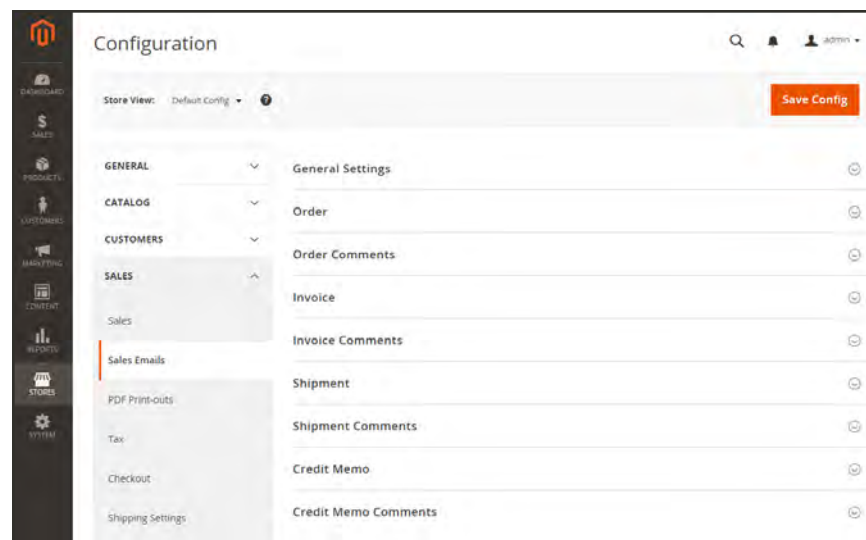 Configuration
admin
DASHBOARD
Store View: Default Config
Save Config
SALES
PRODUCTS
CUSTOMERS
MARKETING
CONTENT
REPORTS
STORES
SYSTEM
GENERAL
CATALOG
CUSTOMERS
SALES
Sales
Sales Emails
PDF Print-outs
Tax
Checkout
Shipping Settings
General Settings
Order
Order Comments
Invoice
Invoice Comments
Shipment
Shipment Comments
Credit Memo
Credit Memo Comments